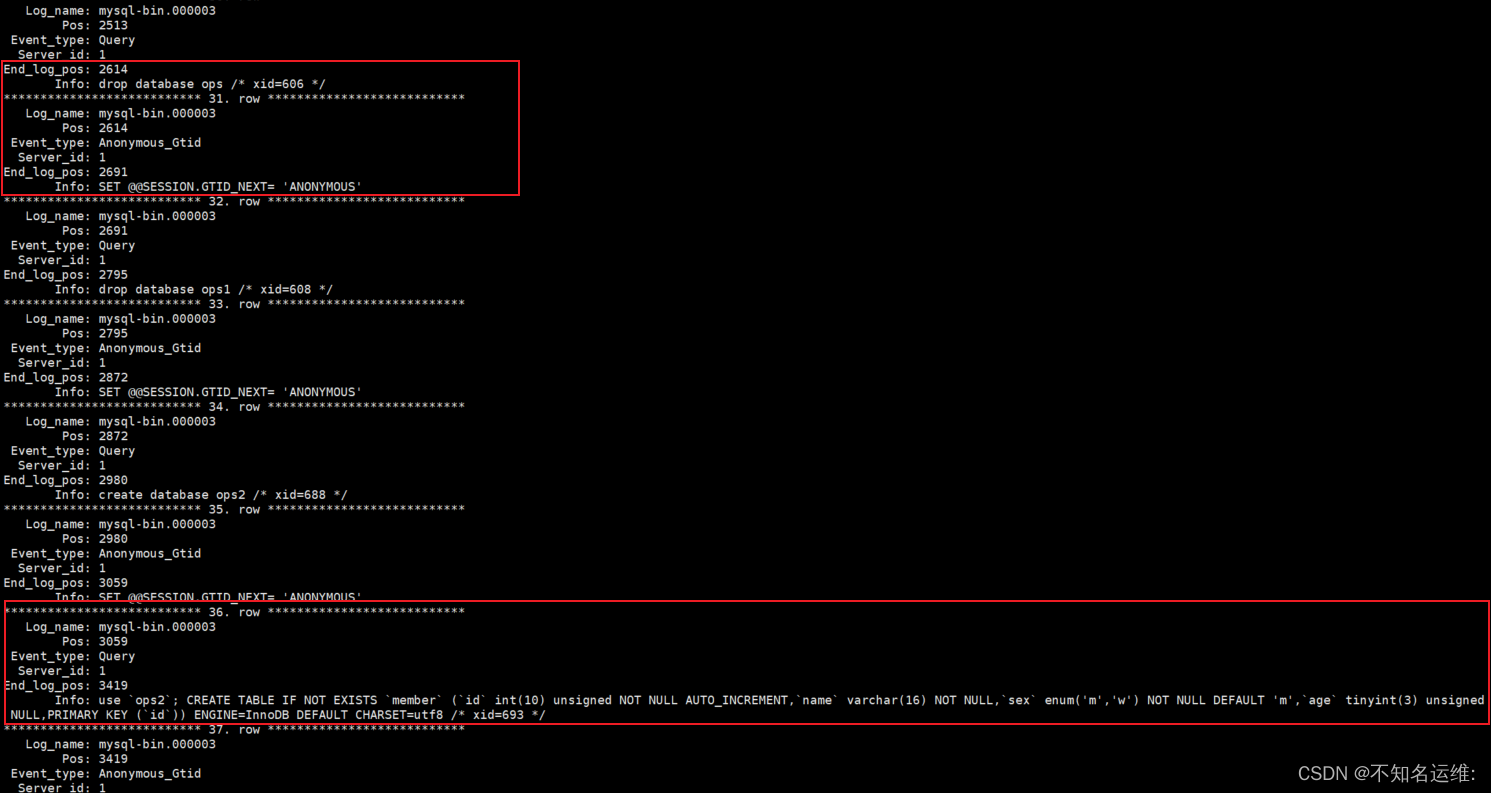 Log_name: mysql-bin.000003
Pos: 2513
Event_type: Query
Server_id: 1
End_log_pos: 2614
Info: drop database ops /* xid=606 */
*************************** 31. row ***************************
Log_name: mysql-bin.000003
Pos: 2614
Event_type: Anonymous_Gtid
Server_id: 1
End_log_pos: 2691
Info: SET @@SESSION.GTID_NEXT= 'ANONYMOUS'
*************************** 32. row ***************************
Log_name: mysql-bin.000003
Pos: 2691
Event_type: Query
Server_id: 1
End_log_pos: 2795
Info: drop database ops1 /* xid=608 */
*************************** 33. row ***************************
Log_name: mysql-bin.000003
Pos: 2795
Event_type: Anonymous_Gtid
Server_id: 1
End_log_pos: 2872
Info: SET @@SESSION.GTID_NEXT= 'ANONYMOUS'
*************************** 34. row ***************************
Log_name: mysql-bin.000003
Pos: 2872
Event_type: Query
Server_id: 1
End_log_pos: 2980
Info: create database ops2 /* xid=688 */
*************************** 35. row ***************************
Log_name: mysql-bin.000003
Pos: 2980
Event_type: Anonymous_Gtid
Server_id: 1
End_log_pos: 3059
Info: SET @@SESSION.GTID_NEXT= 'ANONYMOUS'
*************************** 36. row ***************************
Log_name: mysql-bin.000003
Pos: 3059
Event_type: Query
Server_id: 1
End_log_pos: 3419
Info: use `ops2`; CREATE TABLE IF NOT EXISTS `member` (`id` int(10) unsigned NOT NULL AUTO_INCREMENT,`name` varchar(16) NOT NULL,`sex` enum('m','w') NOT NULL DEFAULT 'm',`age` tinyint(3) unsigned
NULL,PRIMARY KEY (`id`)) ENGINE=InnoDB DEFAULT CHARSET=utf8 /* xid=693 */
*************************** 37. row ***************************
Log_name: mysql-bin.000003
Pos: 3419
Event_type: Anonymous_Gtid
Server_id: 1
CSDN @不知名运维: